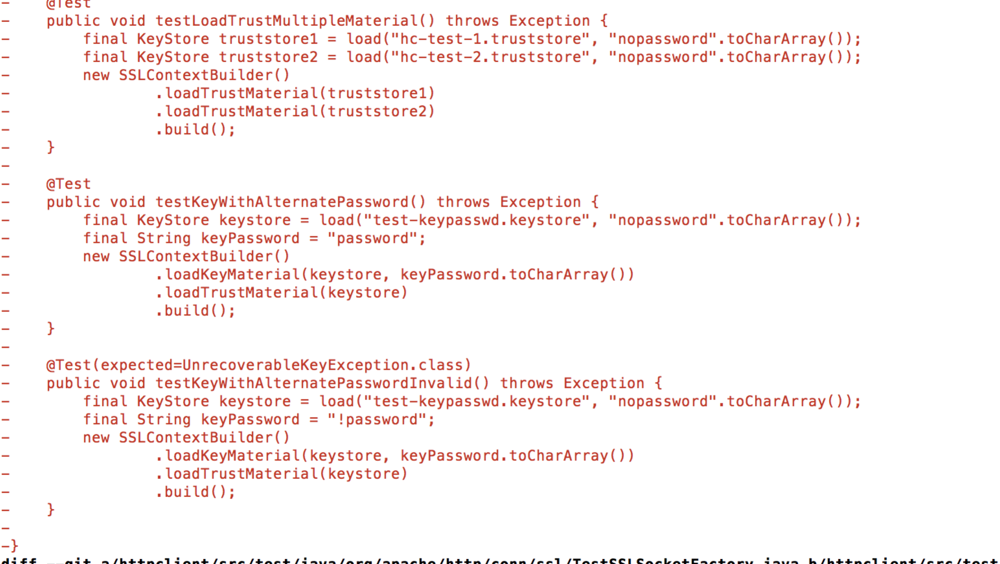 -    @Test
-    public void testLoadTrustMultipleMaterial() throws Exception {
-        final KeyStore truststore1 = load("hc-test-1.truststore", "nopassword".toCharArray());
-        final KeyStore truststore2 = load("hc-test-2.truststore", "nopassword".toCharArray());
-        new SSLContextBuilder()
-                .loadTrustMaterial(truststore1)
-                .loadTrustMaterial(truststore2)
-                .build();
-    }
-
-    @Test
-    public void testKeyWithAlternatePassword() throws Exception {
-        final KeyStore keystore = load("test-keypasswd.keystore", "nopassword".toCharArray());
-        final String keyPassword = "password";
-        new SSLContextBuilder()
-                .loadKeyMaterial(keystore, keyPassword.toCharArray())
-                .loadTrustMaterial(keystore)
-                .build();
-    }
-
-    @Test(expected=UnrecoverableKeyException.class)
-    public void testKeyWithAlternatePasswordInvalid() throws Exception {
-        final KeyStore keystore = load("test-keypasswd.keystore", "nopassword".toCharArray());
-        final String keyPassword = "!password";
-        new SSLContextBuilder()
-                .loadKeyMaterial(keystore, keyPassword.toCharArray())
-                .loadTrustMaterial(keystore)
-                .build();
-    }
-
-}
diff --git a/httpclient/src/test/java/org/apache/http/conn/ssl/TestSSLSocketFactory.java b/httpclient/src/test